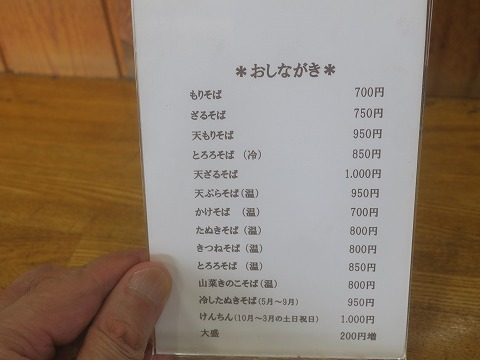 ＊おしながき＊
もりそば 700円
ざるそば 750円
天もりそば 950円
とろろそば (冷) 850円
天ざるそば 1.000円
天ぷらそば(温) 950円
かけそば (温) 700円
たぬきそば(温) 800円
きつねそば(温) 800円
とろろそば (温) 850円
山菜きのこそば(温) 800円
冷したぬきそば(5月～9月) 950円
けんちん(10月～3月の土日祝日) 1.000円
大盛 200円増